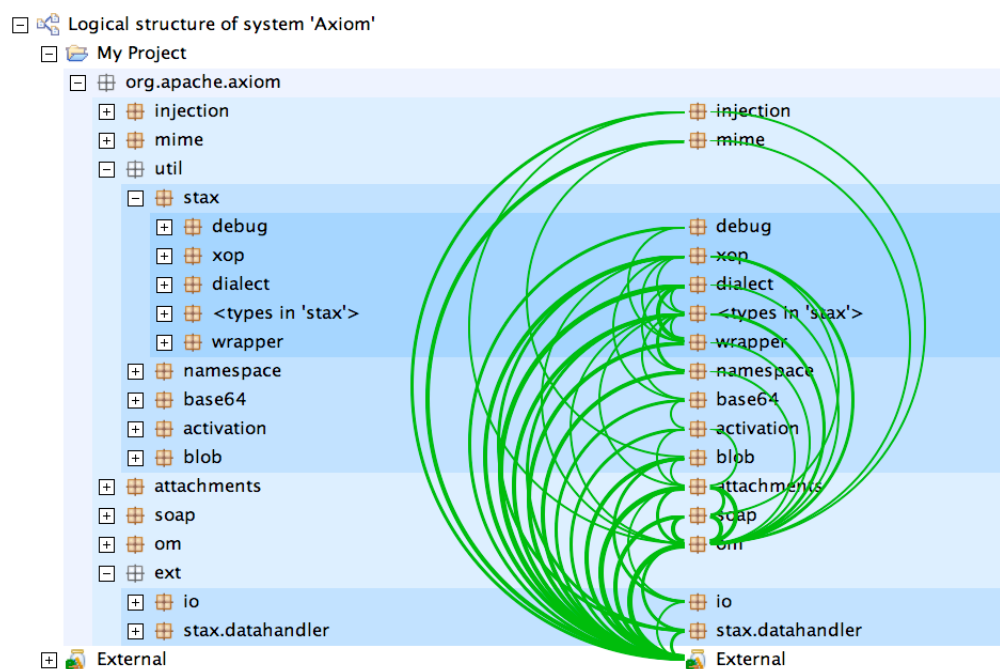 Logical structure of system 'Axiom'
My Project
org.apache.axiom
injection injection
mime mime
util
stax
debug debug
xop xop
dialect dialect
<types in 'stax'> <types in 'stax'>
wrapper wrapper
namespace namespace
base64 base64
activation activation
blob blob
attachments attachments
soap soap
om om
ext
io io
stax.datahandler stax.datahandler
External External